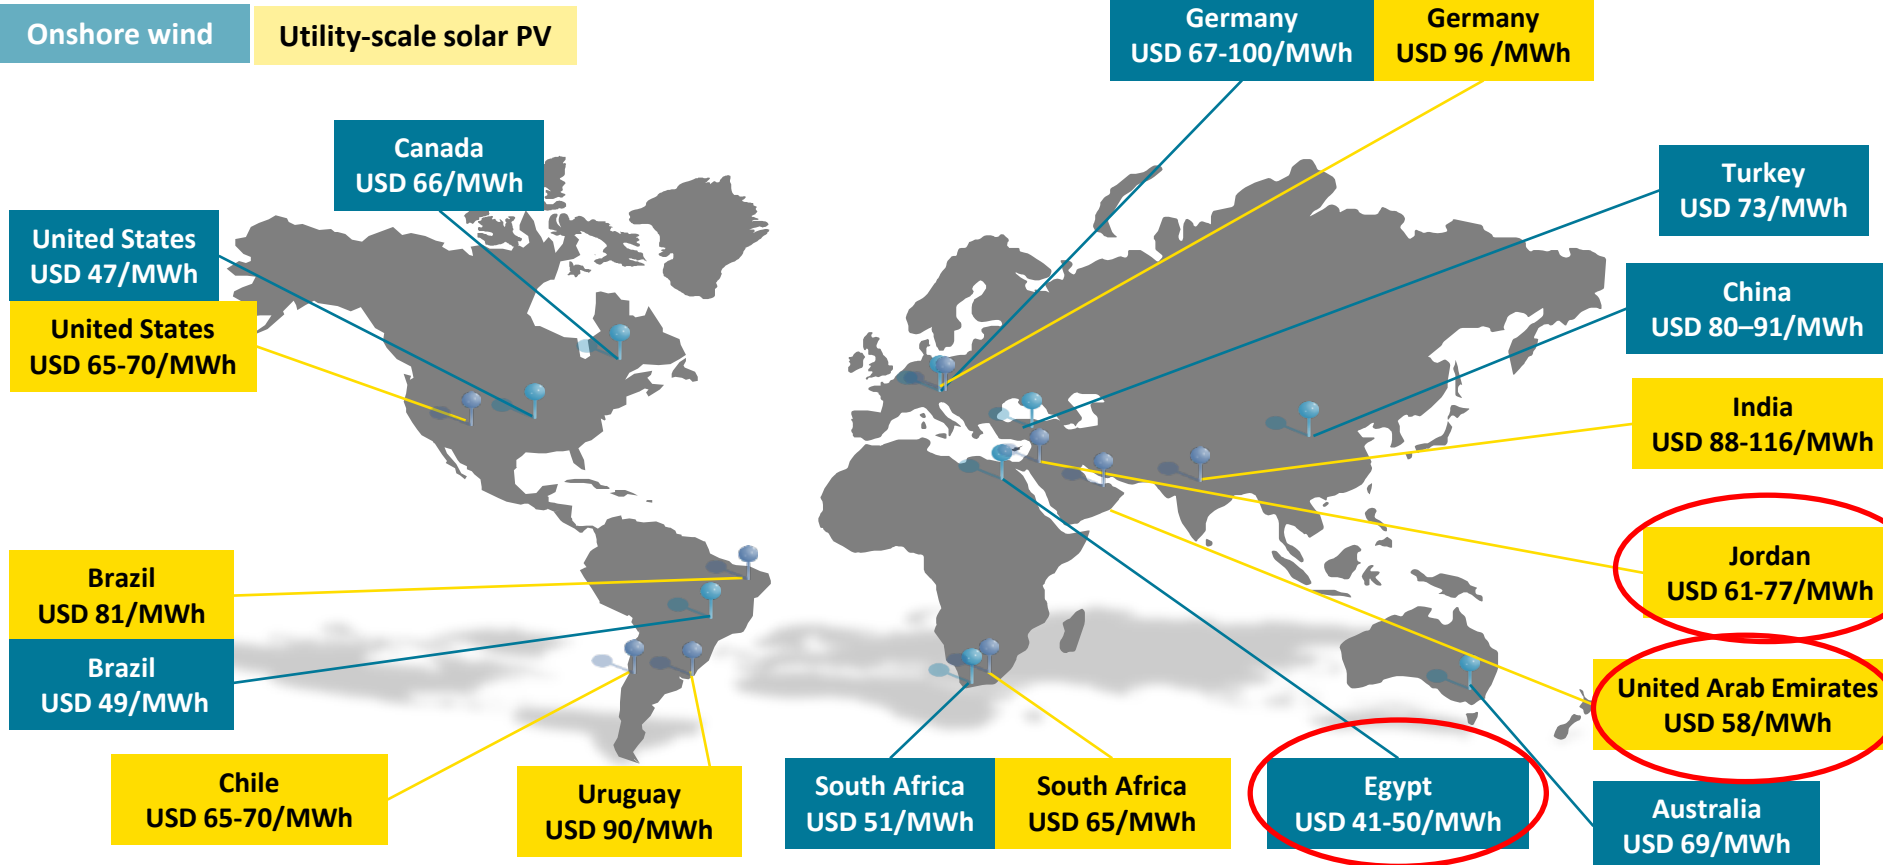 Onshore wind
Utility-scale solar PV
Germany
USD 67-100/MWh
Germany
USD 96 /MWh
Canada
USD 66/MWh
Turkey
USD 73/MWh
United States
USD 47/MWh
United States
USD 65-70/MWh
China
USD 80–91/MWh
India
USD 88-116/MWh
Jordan
USD 61-77/MWh
Brazil
USD 81/MWh
Brazil
USD 49/MWh
United Arab Emirates
USD 58/MWh
Chile
USD 65-70/MWh
Uruguay
USD 90/MWh
South Africa
USD 51/MWh
South Africa
USD 65/MWh
Egypt
USD 41-50/MWh
Australia
USD 69/MWh